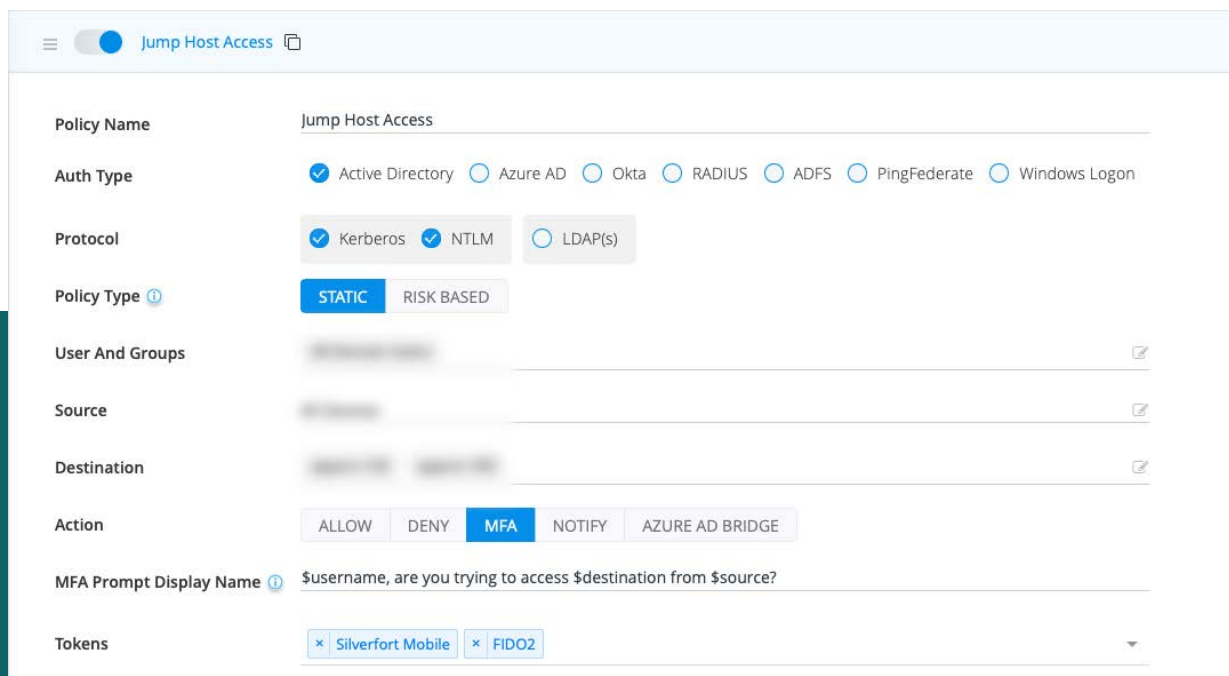 Jump Host Access
Policy Name Jump Host Access
Auth Type Active Directory Azure AD Okta RADIUS ADFS PingFederate Windows Logon
Protocol Kerberos NTLM LDAP(s)
Policy Type STATIC RISK BASED
User And Groups
Source
Destination
Action ALLOW DENY MFA NOTIFY AZURE AD BRIDGE
MFA Prompt Display Name $username, are you trying to access $destination from $source?
Tokens × Silverfort Mobile × FIDO2